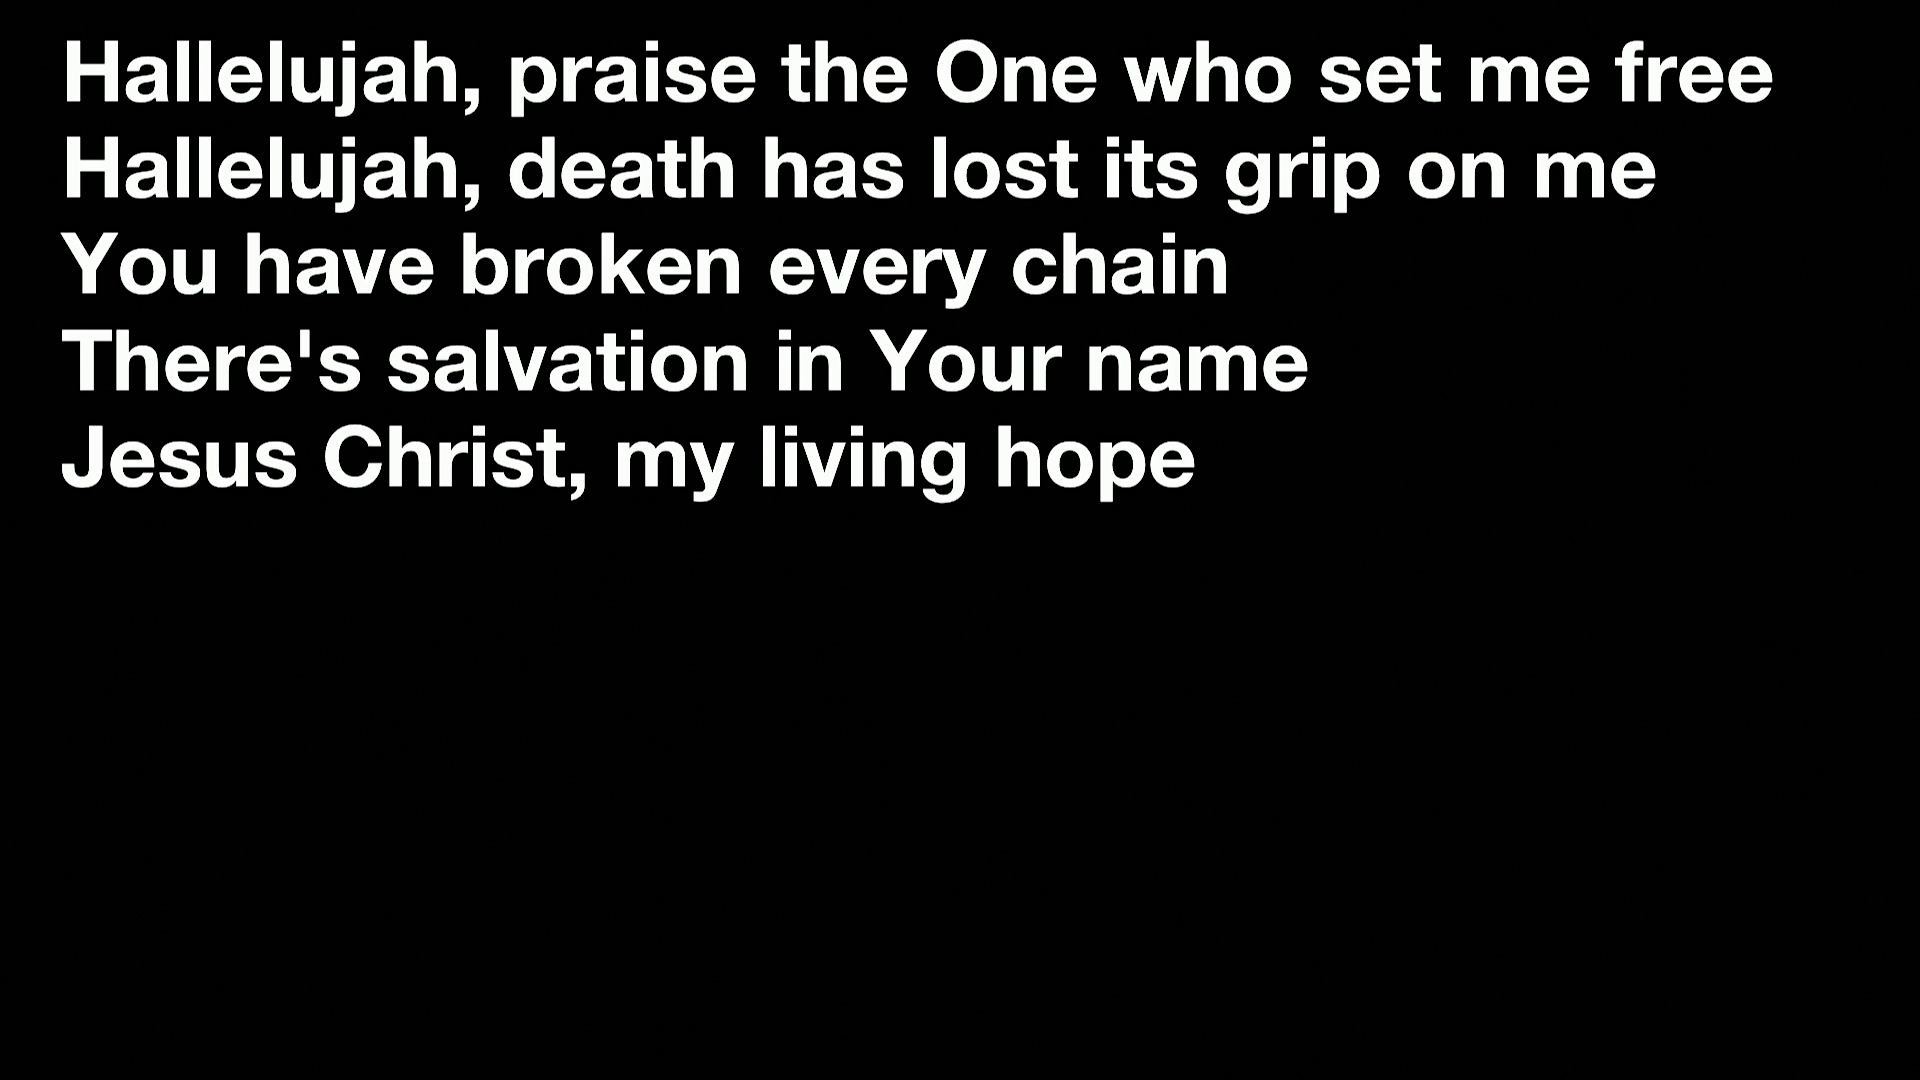 Hallelujah, praise the One who set me free
Hallelujah, death has lost its grip on me
You have broken every chain
There's salvation in Your name
Jesus Christ, my living hope